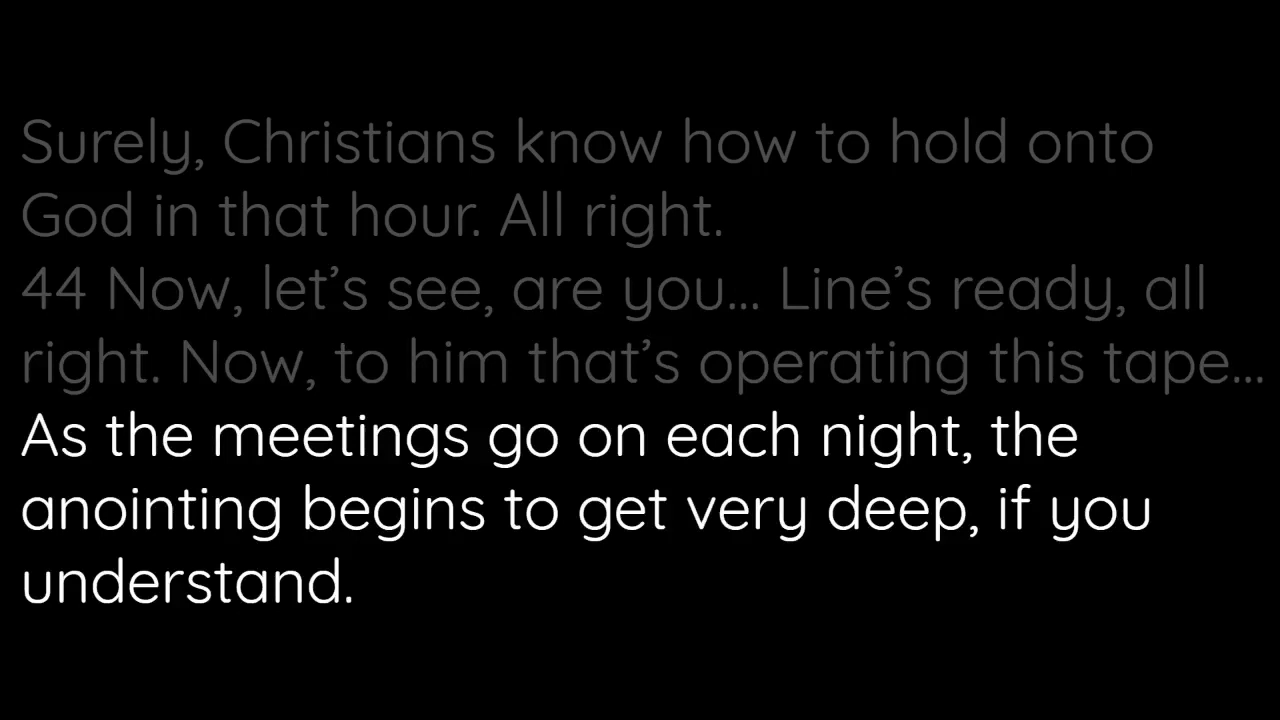 Surely, Christians know how to hold onto
God in that hour. All right.
44 Now, let’s see, are you... Line’s ready, all
right. Now, to him that’s operating this tape...
As the meetings go on each night, the
anointing begins to get very deep, if you
understand.